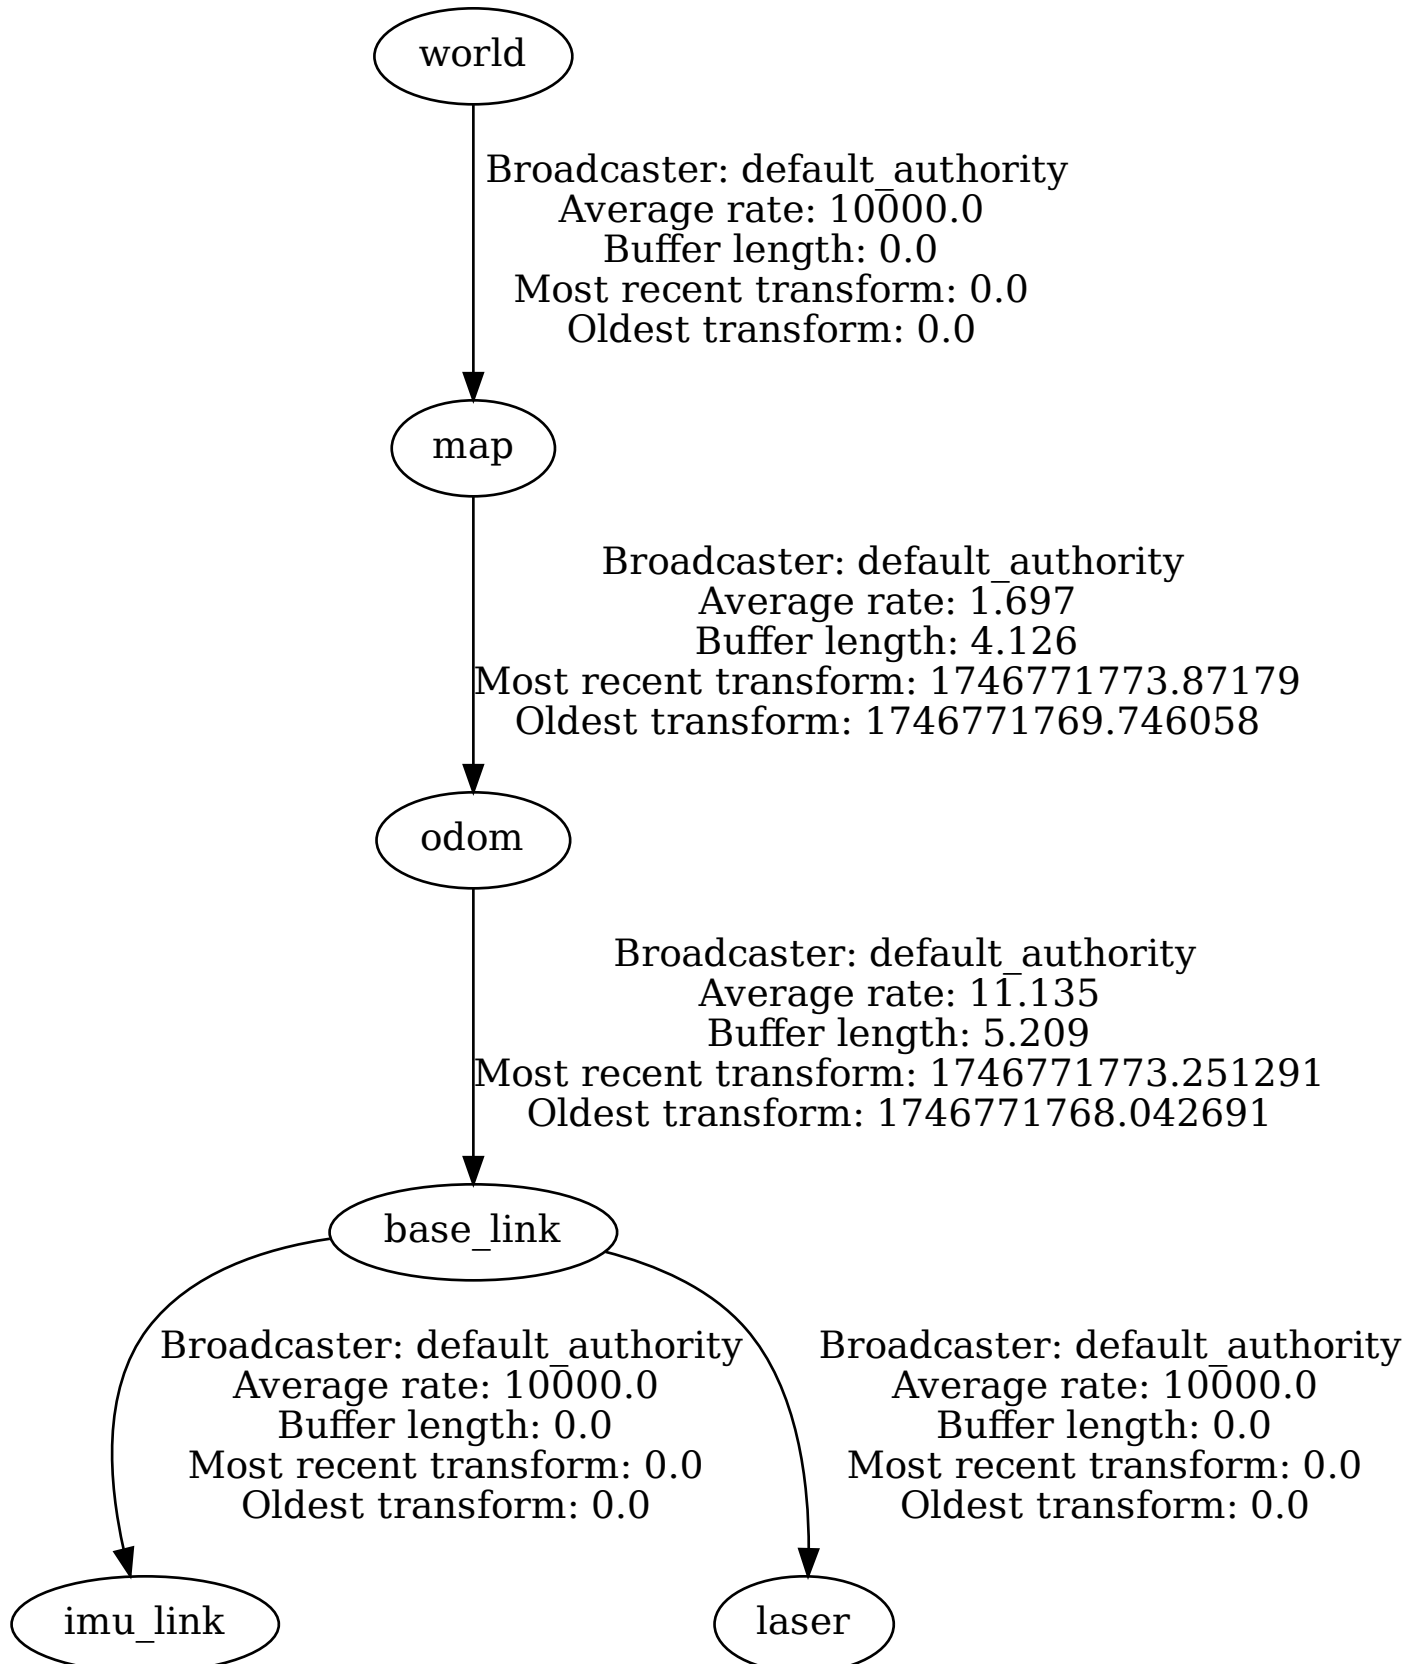 world
Broadcaster: default_authority
Average rate: 10000.0
Buffer length: 0.0
Most recent transform: 0.0
Oldest transform: 0.0
map
Broadcaster: default_authority
Average rate: 1.697
Buffer length: 4.126
Most recent transform: 1746771773.87179
Oldest transform: 1746771769.746058
odom
Broadcaster: default_authority
Average rate: 11.135
Buffer length: 5.209
Most recent transform: 1746771773.251291
Oldest transform: 1746771768.042691
base_link
Broadcaster: default_authority
Average rate: 10000.0
Buffer length: 0.0
Most recent transform: 0.0
Oldest transform: 0.0
Broadcaster: default_authority
Average rate: 10000.0
Buffer length: 0.0
Most recent transform: 0.0
Oldest transform: 0.0
imu_link
laser